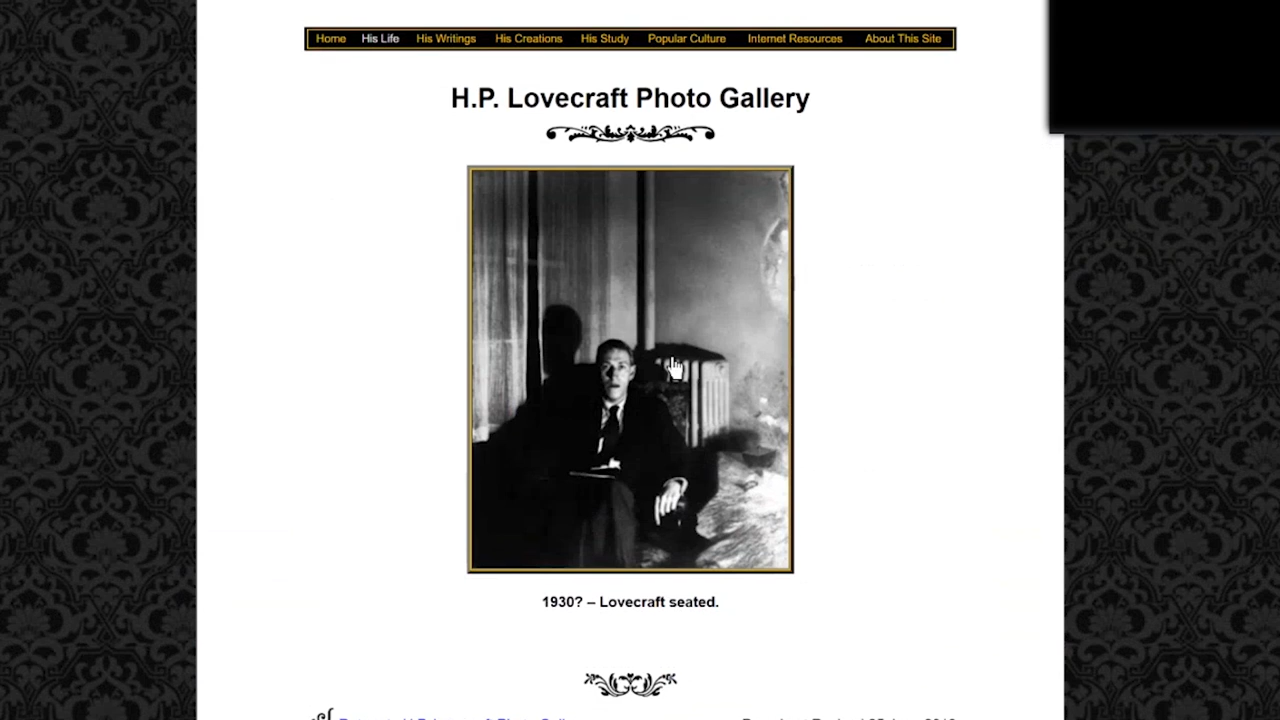 Home His Life His Writings His Creations His Study Popular Culture Internet Resources About This Site
H.P. Lovecraft Photo Gallery
1930? – Lovecraft seated.